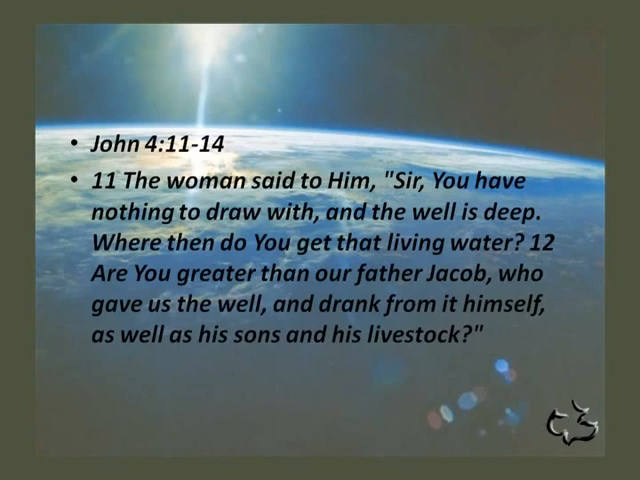 • John 4:11-14
• 11 The woman said to Him, "Sir, You have
nothing to draw with, and the well is deep.
Where then do You get that living water? 12
Are You greater than our father Jacob, who
gave us the well, and drank from it himself,
as well as his sons and his livestock?"